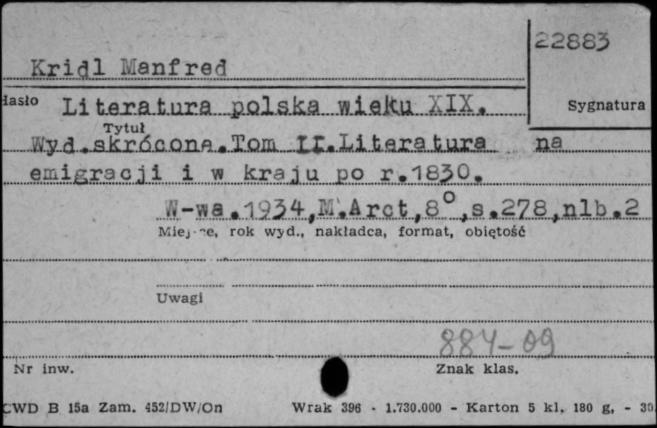 22883
Kridl Manfred
Hasło Literatura polska wieku XIX. Sygnatura
Tytuł
Wyd.skrócone.Tom II.Literatura na
emigracji i w kraju po r.1830.
W-wa.1934,M.Arct,8°,s.278,nlb.2
Miejsce, rok wyd., nakładca, format, objętość
Uwagi
884-09
Nr inw. Znak klas.
CWD B 15a Zam. 452/DW/On Wrak 396 - 1.730.000 - Karton 5 kl. 180 g, - 30